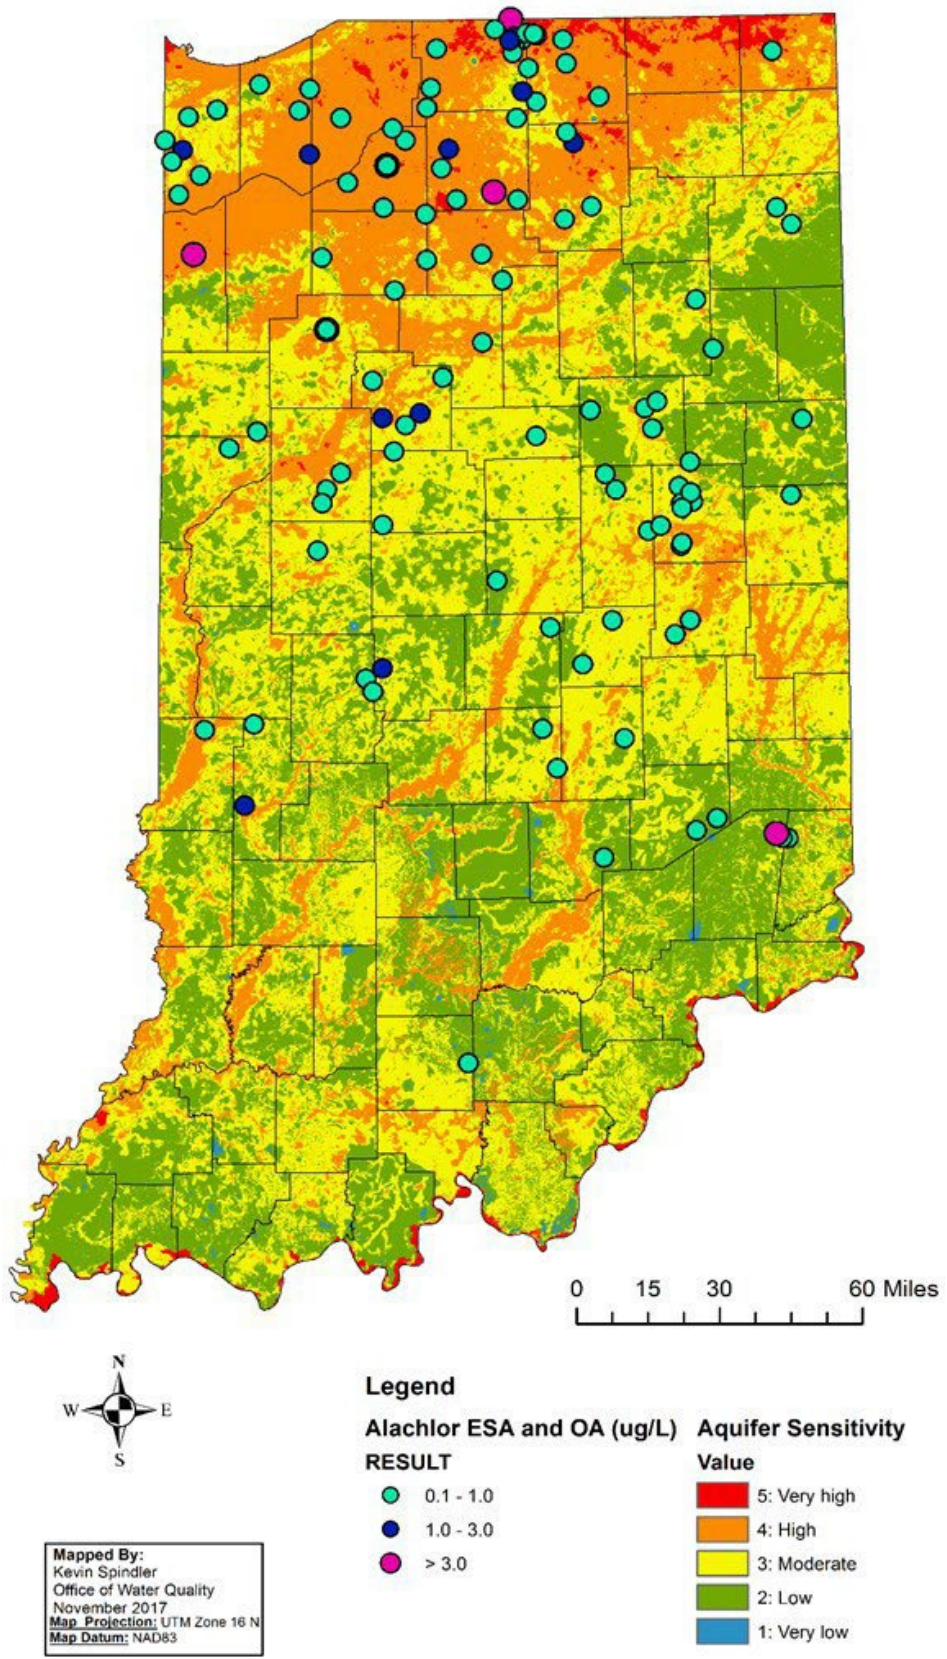 0 15 30 60 Miles
N
W E
S
Legend
Alachlor ESA and OA (ug/L)
RESULT
0.1 - 1.0
1.0 - 3.0
> 3.0
Aquifer Sensitivity
Value
5: Very high
4: High
3: Moderate
2: Low
1: Very low
Mapped By:
Kevin Spindler
Office of Water Quality
November 2017
Map Projection: UTM Zone 16 N
Map Datum: NAD83